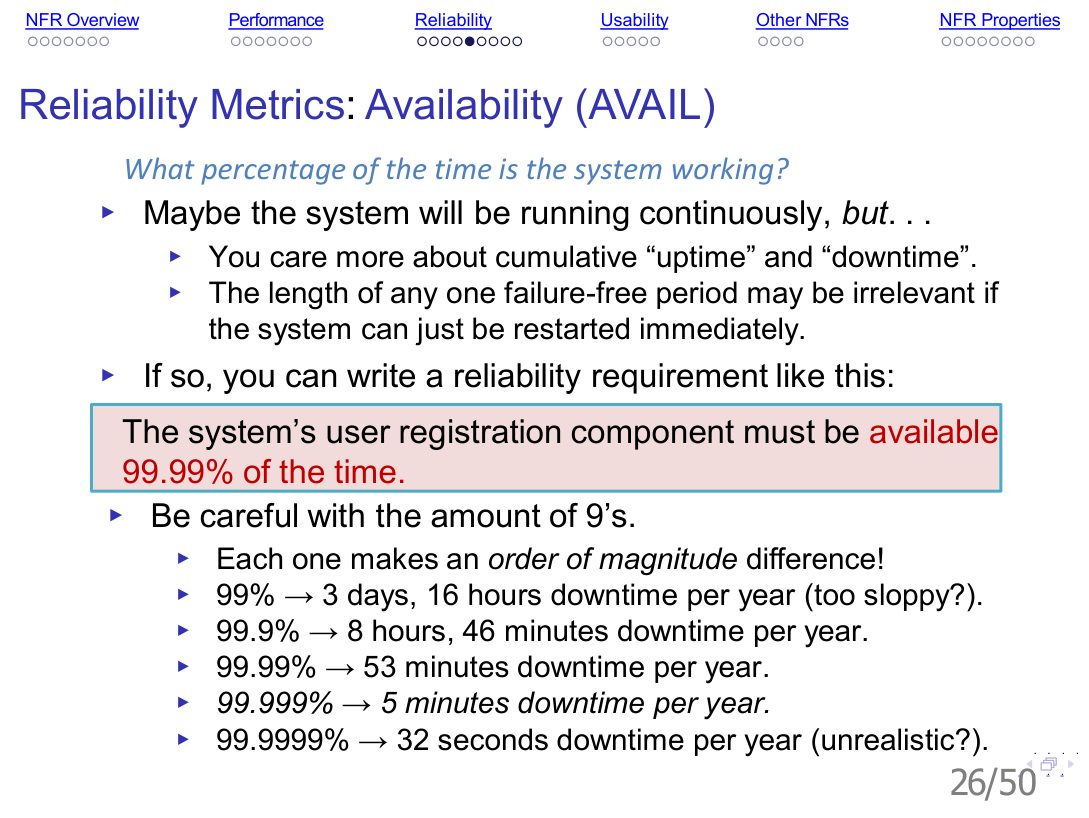 NFR Overview Performance Reliability Usability Other NFRs NFR Properties
Reliability Metrics: Availability (AVAIL)
What percentage of the time is the system working?
▸ Maybe the system will be running continuously, but. . .
▸ You care more about cumulative “uptime” and “downtime”.
▸ The length of any one failure-free period may be irrelevant if
the system can just be restarted immediately.
▸ If so, you can write a reliability requirement like this:
The system’s user registration component must be available
99.99% of the time.
▸ Be careful with the amount of 9’s.
▸ Each one makes an order of magnitude difference!
▸ 99% → 3 days, 16 hours downtime per year (too sloppy?).
▸ 99.9% → 8 hours, 46 minutes downtime per year.
▸ 99.99% → 53 minutes downtime per year.
▸ 99.999% → 5 minutes downtime per year.
▸ 99.9999% → 32 seconds downtime per year (unrealistic?).
26/50